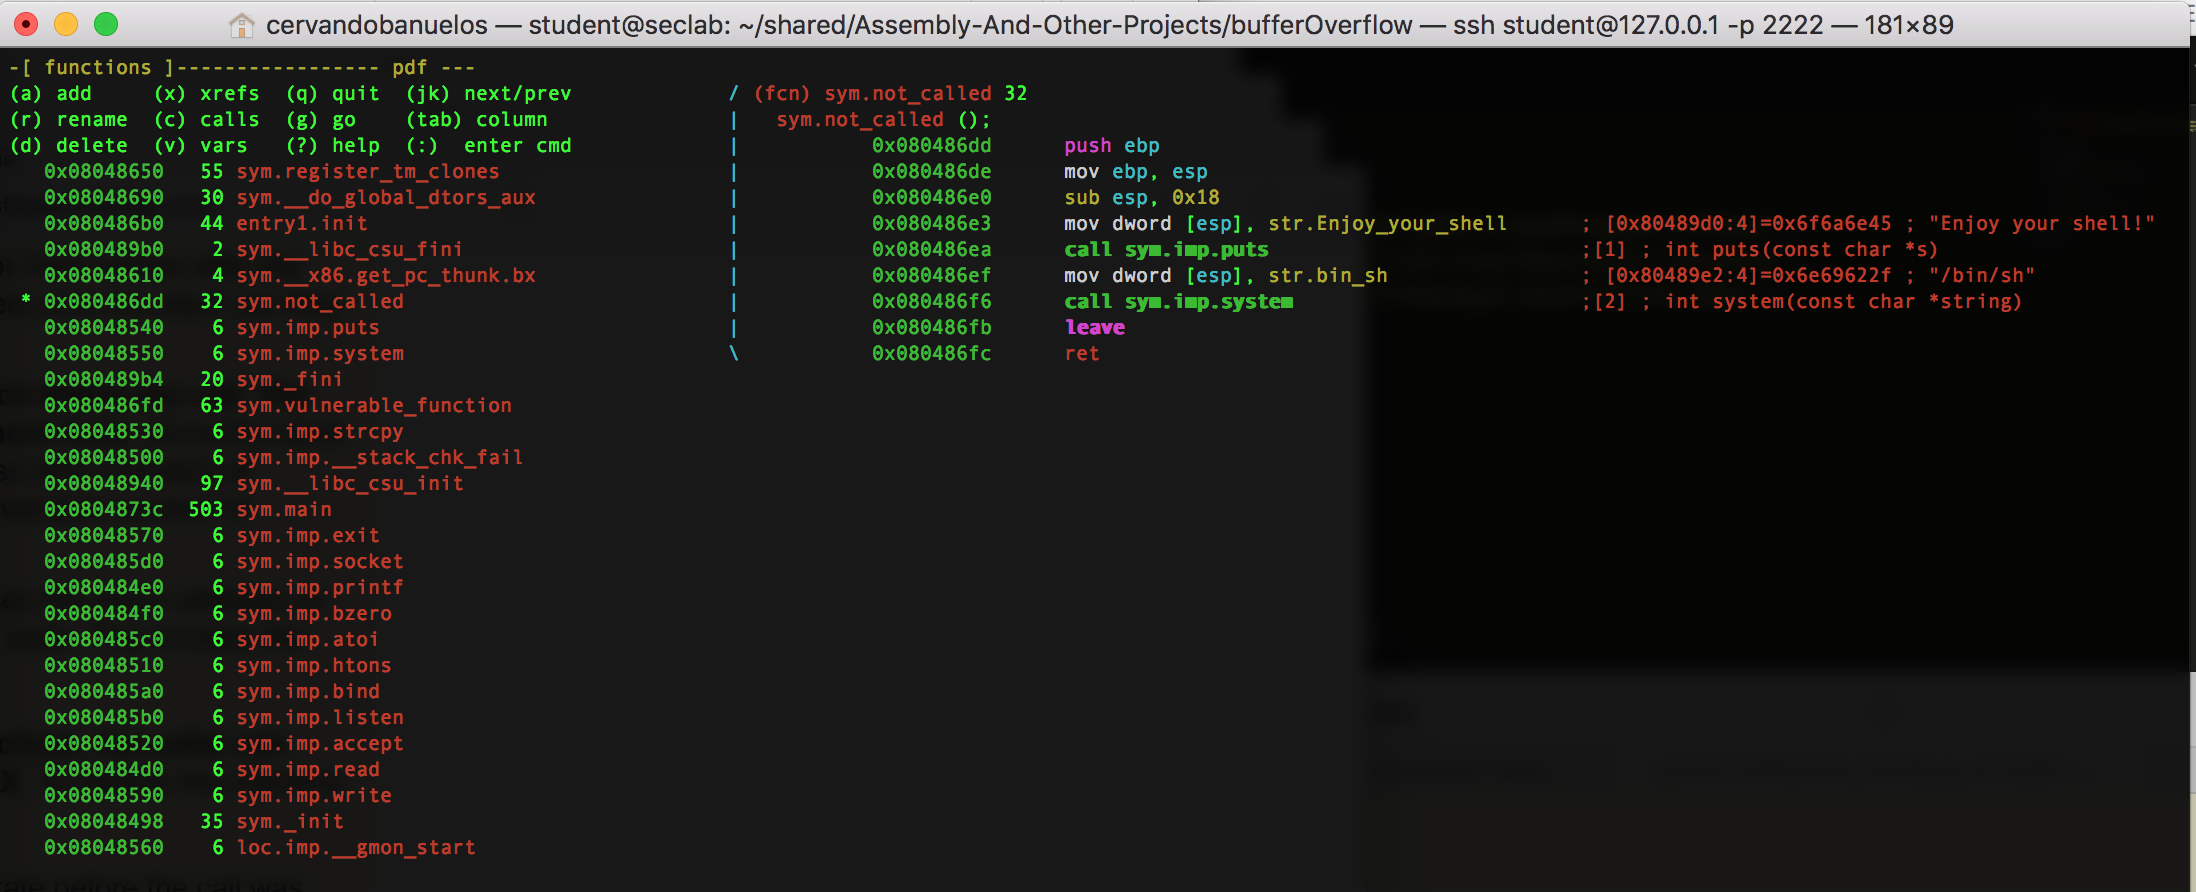 cervandobanuelos — student@seclab: ~/shared/Assembly-And-Other-Projects/bufferOverflow — ssh student@127.0.0.1 -p 2222 — 181×89
-[ functions ]----------------- pdf ---
(a) add (x) xrefs (q) quit (jk) next/prev / (fcn) sym.not_called 32
(r) rename (c) calls (g) go (tab) column | sym.not_called ();
(d) delete (v) vars (?) help (:) enter cmd | 0x080486dd push ebp
0x08048650 55 sym.register_tm_clones | 0x080486de mov ebp, esp
0x08048690 30 sym.__do_global_dtors_aux | 0x080486e0 sub esp, 0x18
0x080486b0 44 entry1.init | 0x080486e3 mov dword [esp], str.Enjoy_your_shell ; [0x80489d0:4]=0x6f6a6e45 ; "Enjoy your shell!"
0x080489b0 2 sym.__libc_csu_fini | 0x080486ea call sym.imp.puts ;[1] ; int puts(const char *s)
0x08048610 4 sym.__x86.get_pc_thunk.bx | 0x080486ef mov dword [esp], str.bin_sh ; [0x80489e2:4]=0x6e69622f ; "/bin/sh"
* 0x080486dd 32 sym.not_called | 0x080486f6 call sym.imp.system ;[2] ; int system(const char *string)
0x08048540 6 sym.imp.puts | 0x080486fb leave
0x08048550 6 sym.imp.system \ 0x080486fc ret
0x080489b4 20 sym._fini
0x080486fd 63 sym.vulnerable_function
0x08048530 6 sym.imp.strcpy
0x08048500 6 sym.imp.__stack_chk_fail
0x08048940 97 sym.__libc_csu_init
0x0804873c 503 sym.main
0x08048570 6 sym.imp.exit
0x080485d0 6 sym.imp.socket
0x080484e0 6 sym.imp.printf
0x080484f0 6 sym.imp.bzero
0x080485c0 6 sym.imp.atoi
0x08048510 6 sym.imp.htons
0x080485a0 6 sym.imp.bind
0x080485b0 6 sym.imp.listen
0x08048520 6 sym.imp.accept
0x080484d0 6 sym.imp.read
0x08048590 6 sym.imp.write
0x08048498 35 sym._init
0x08048560 6 loc.imp.__gmon_start